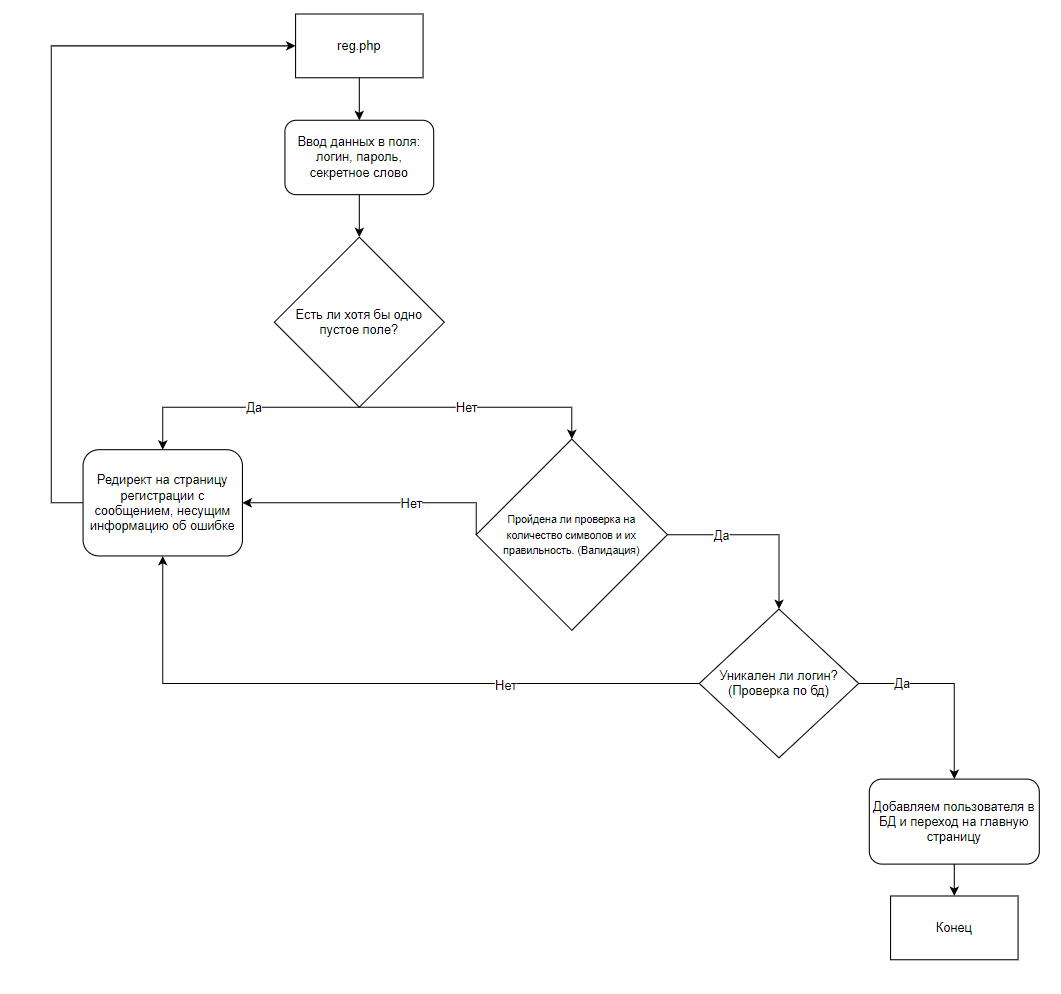 reg.php
Ввод данных в поля:
логин, пароль,
секретное слово
Есть ли хотя бы одно
пустое поле?
Да
Нет
Редирект на страницу
регистрации с
сообщением, несущим
информацию об ошибке
Нет
Пройдена ли проверка на
количество символов и их
правильность. (Валидация)
Да
Уникален ли логин?
(Проверка по бд)
Нет
Да
Добавляем пользователя в
БД и переход на главную
страницу
Конец